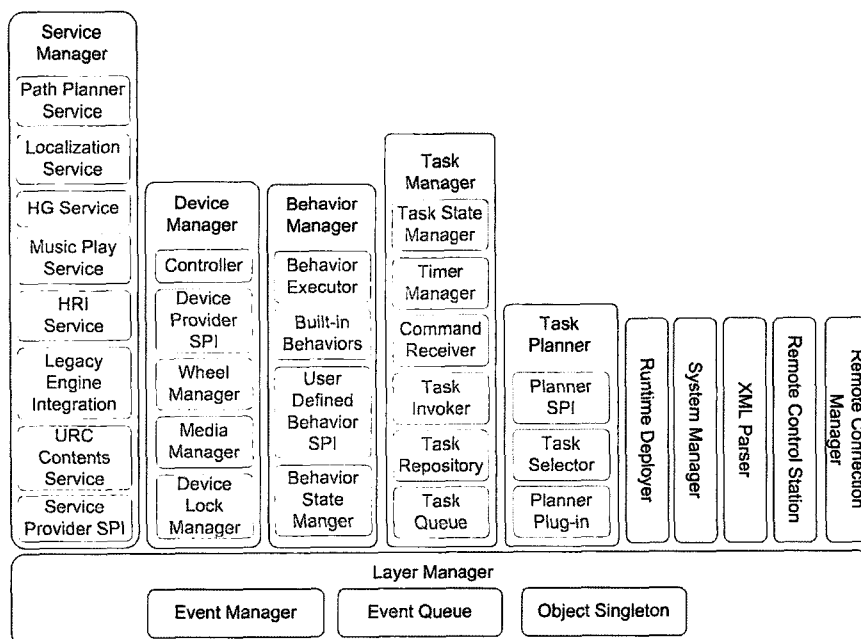 Service
Manager
Path Planner
Service
Localization
Service
HG Service
Music Play
Service
HRI
Service
Legacy
Engine
Integration
URC
Contents
Service
Service
Provider SPI
Device
Manager
Controller
Device
Provider
SPI
Wheel
Manager
Media
Manager
Device
Lock
Manager
Behavior
Manager
Behavior
Executor
Built-in
Behaviors
User
Defined
Behavior
SPI
Behavior
State
Manger
Task
Manager
Task State
Manager
Timer
Manager
Command
Receiver
Task
Invoker
Task
Repository
Task
Queue
Task
Planner
Planner
SPI
Task
Selector
Planner
Plug-in
Runtime Deployer
System Manager
XML Parser
Remote Control Station
Remote Connection
Manager
Layer Manager
Event Manager
Event Queue
Object Singleton